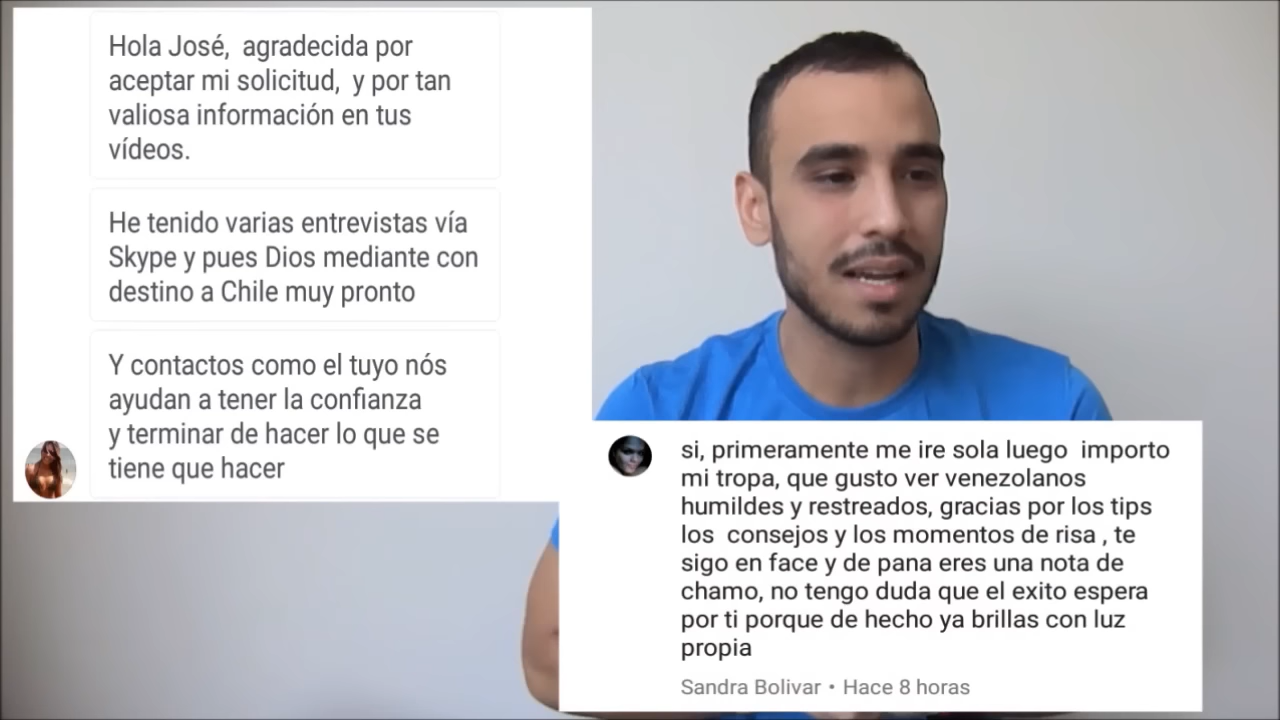 Hola José, agradecida por
aceptar mi solicitud, y por tan
valiosa información en tus
vídeos.
He tenido varias entrevistas vía
Skype y pues Dios mediante con
destino a Chile muy pronto
Y contactos como el tuyo nós
ayudan a tener la confianza
y terminar de hacer lo que se
tiene que hacer
si, primeramente me ire sola luego importo
mi tropa, que gusto ver venezolanos
humildes y restreados, gracias por los tips
los consejos y los momentos de risa , te
sigo en face y de pana eres una nota de
chamo, no tengo duda que el exito espera
por ti porque de hecho ya brillas con luz
propia
Sandra Bolivar • Hace 8 horas